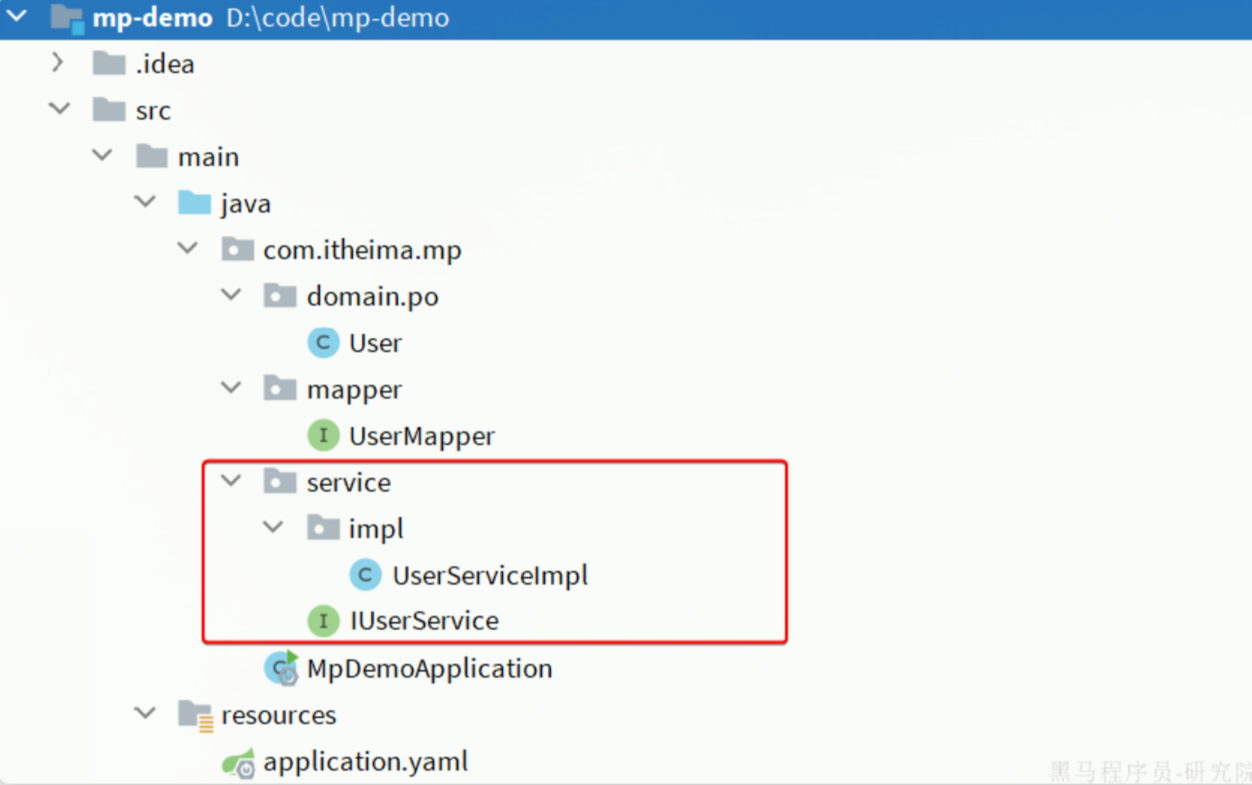 mp-demo D:\code\mp-demo
.idea
src
main
java
com.itheima.mp
domain.po
C User
mapper
I UserMapper
service
impl
C UserServiceImpl
I IUserService
C MpDemoApplication
resources
application.yaml
黑马程序员-研究院